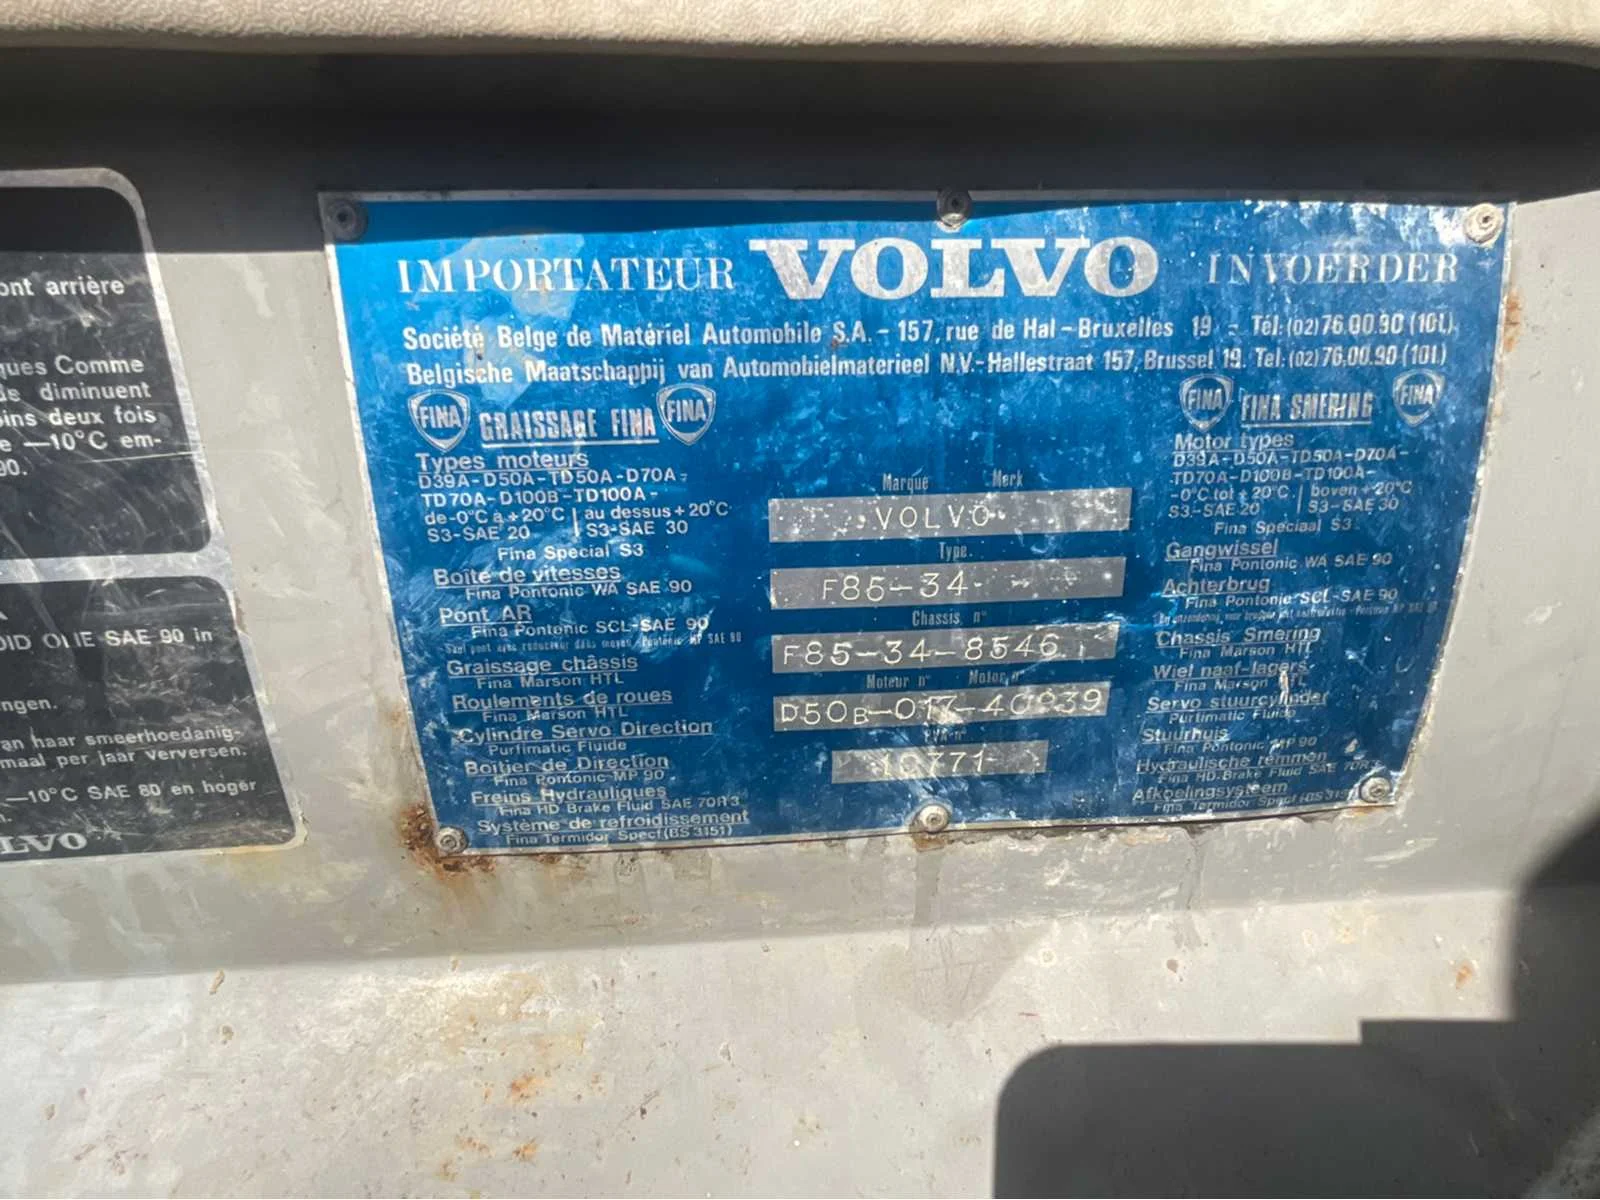 ont arrière
ques Comme
de diminuent
ins deux fois
e —10°C em-
90.
OID OLIE SAE 90 in
ngen.
an haar smeerhoedanig-
maal per jaar verversen.
—10°C SAE 80 en hoger
n.
LVO
IMPORTATEUR VOLVO INVOERDER
Société Belge de Matériel Automobile S.A. - 157, rue de Hal - Bruxelles 19 - Tél: (02) 76.00.90 (10 l.)
Belgische Maatschappij van Automobielmaterieel N.V. - Hallestraat 157, Brussel 19. Tel: (02) 76.00.90 (10 l)
FINA GRAISSAGE FINA FINA
Types moteurs
D39A-D50A-TD50A-D70A-
TD70A-D100B-TD100A-
de-0°C à +20°C | au dessus +20°C
S3-SAE 20 | S3-SAE 30
Fina Special S3
Boîte de vitesses
Fina Pontonic WA SAE 90
Pont AR
Fina Pontonic SCL-SAE 90
MP SAE 90
Graissage châssis
Fina Marson HTL
Roulements de roues
Fina Marson HTL
Cylindre Servo Direction
Purfimatic Fluide
Boîtier de Direction
Fina Pontonic MP 90
Freins Hydrauliques
Fina HD Brake Fluid SAE 70R3
Système de refroidissement
Fina Termidor Specf (BS 3151)
Marque Merk
VOLVO
Type.
F85-34
Chassis n°
F85-34-8546
Moteur n° Motor n°
D50B-017-
10771
FINA FINA SMERING FINA
Motor types
D39A-D50A-TD50A-D70A-
TD70A-D100B-TD100A-
-0°C tot +20°C | boven +20°C
S3-SAE 20 | S3-SAE 30
Fina Speciaal S3
Gangwissel
Fina Pontonic WA SAE 90
Achterbrug
Fina Pontonic SCL-SAE 90
Chassis Smering
Fina Marson HTL
Wiel naaf-lagers
Fina Marson HTL
Servo stuurcylinder
Purfimatic Fluide
Stuurhuis
Fina Pontonic MP 90
Hydraulische remmen
Fina HD Brake Fluid SAE 70R3
Afkoelingsysteem
Fina Termidor Specf (BS 3151)